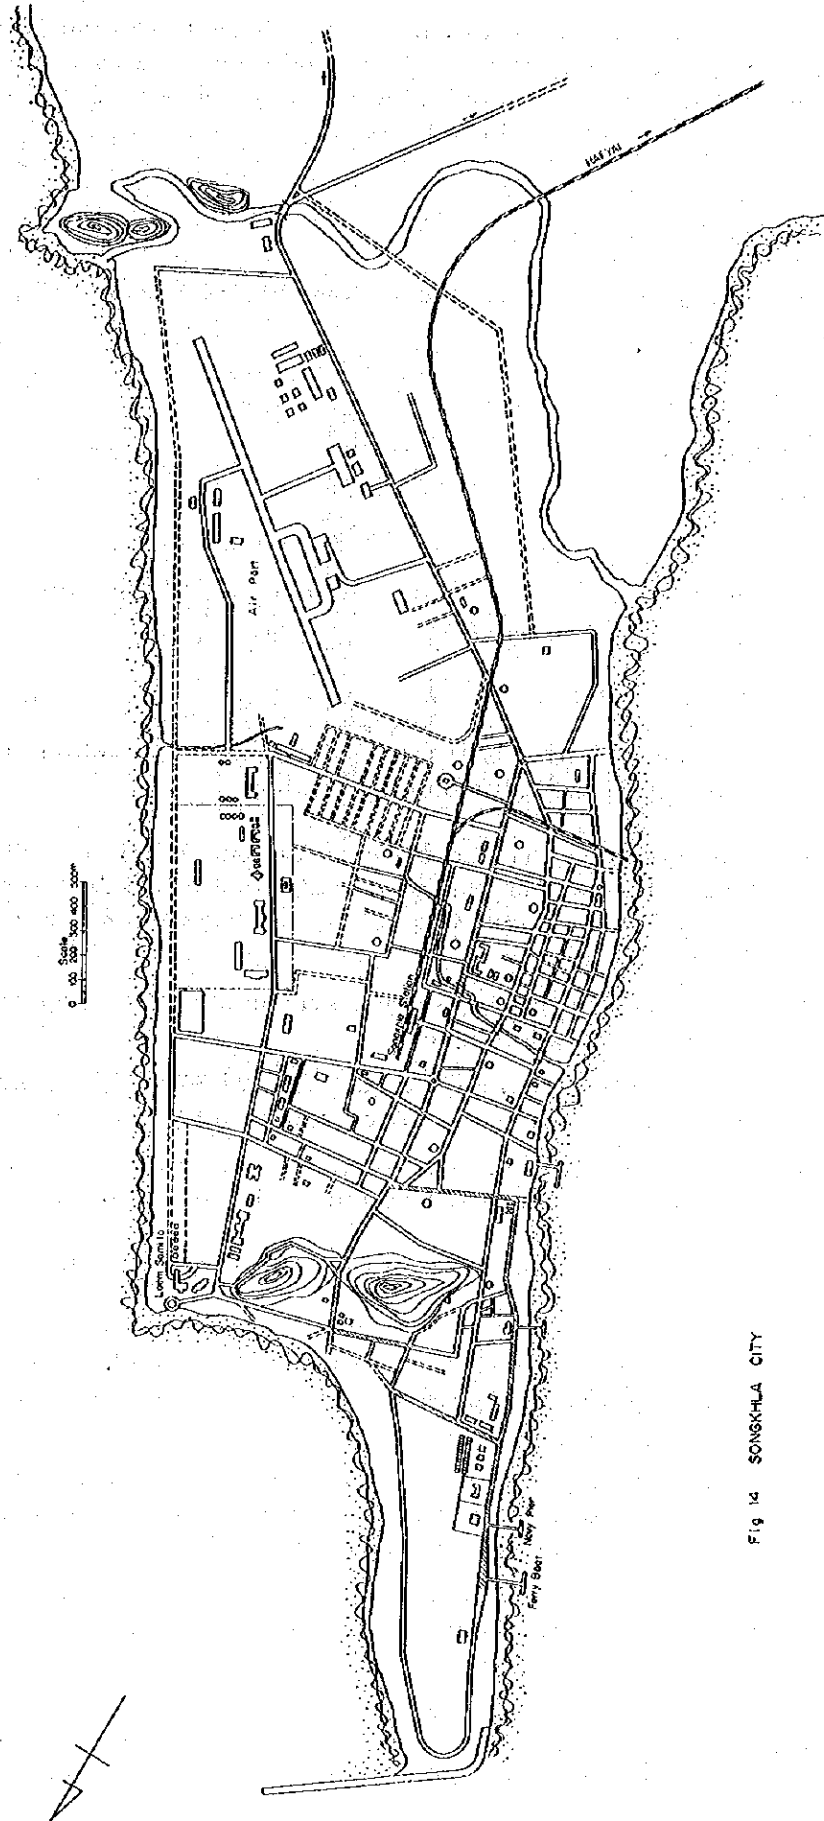 HAT YAI
Air Port
Scale
0 100 200 300 400 500m
Songkhla Station
Laem Samila
Ferry Boat
Navy Pier
Fig 14 SONGKHLA CITY